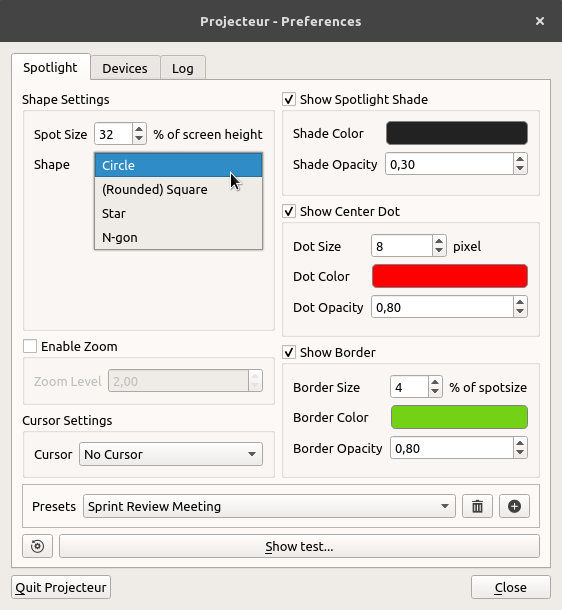 Projecteur - Preferences
Spotlight
Devices
Log
Shape Settings
Spot Size 32 % of screen height
Shape
Circle
(Rounded) Square
Star
N-gon
Enable Zoom
Zoom Level 2,00
Cursor Settings
Cursor No Cursor
Show Spotlight Shade
Shade Color
Shade Opacity 0,30
Show Center Dot
Dot Size 8 pixel
Dot Color
Dot Opacity 0,80
Show Border
Border Size 4 % of spotsize
Border Color
Border Opacity 0,80
Presets Sprint Review Meeting
Show test...
Quit Projecteur
Close